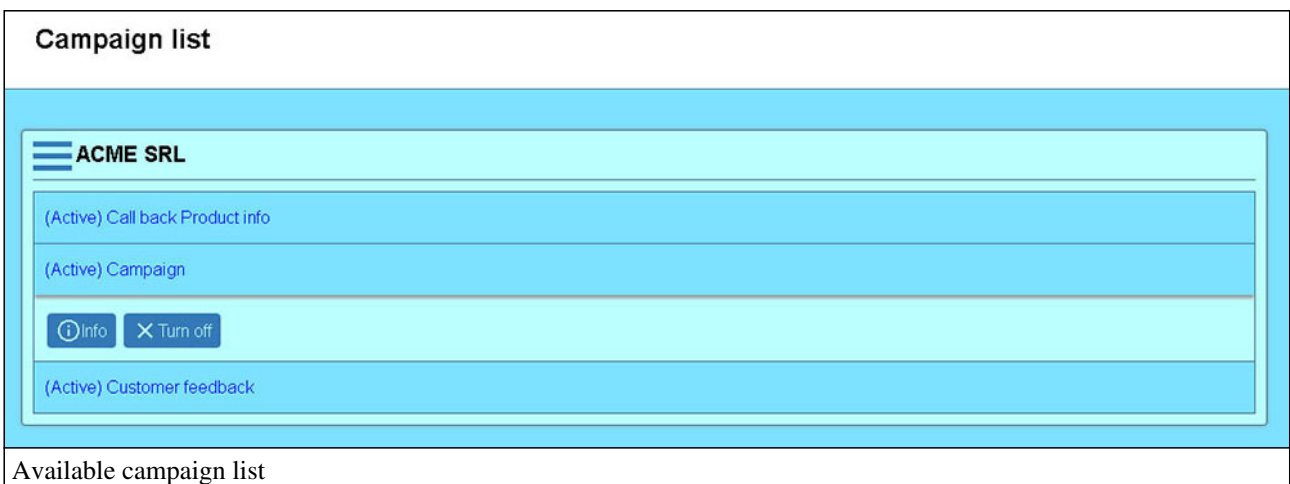 Campaign list
ACME SRL
(Active) Call back Product info
(Active) Campaign
Info Turn off
(Active) Customer feedback
Available campaign list